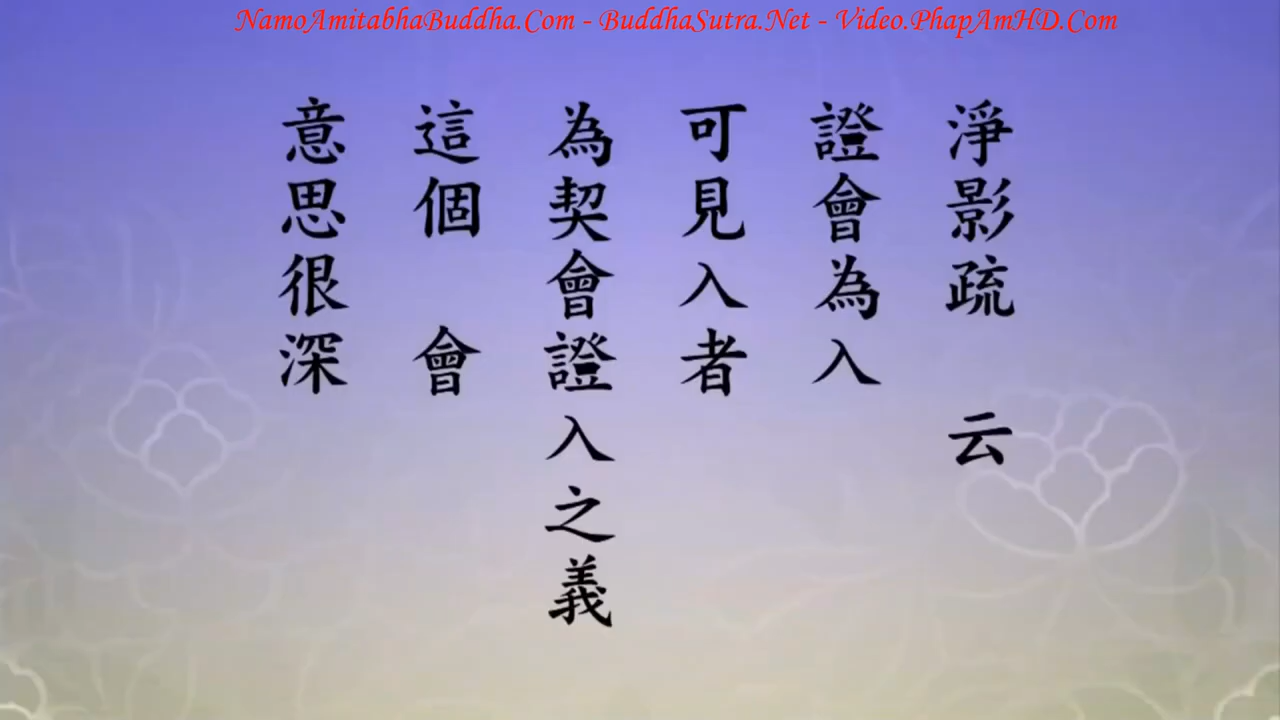 NamoAmitabhaBuddha.Com - BuddhaSutra.Net - Video.PhapAmHD.Com
淨影疏 云
證會為入
可見入者
為契會證入之義
這個 會
意思很深